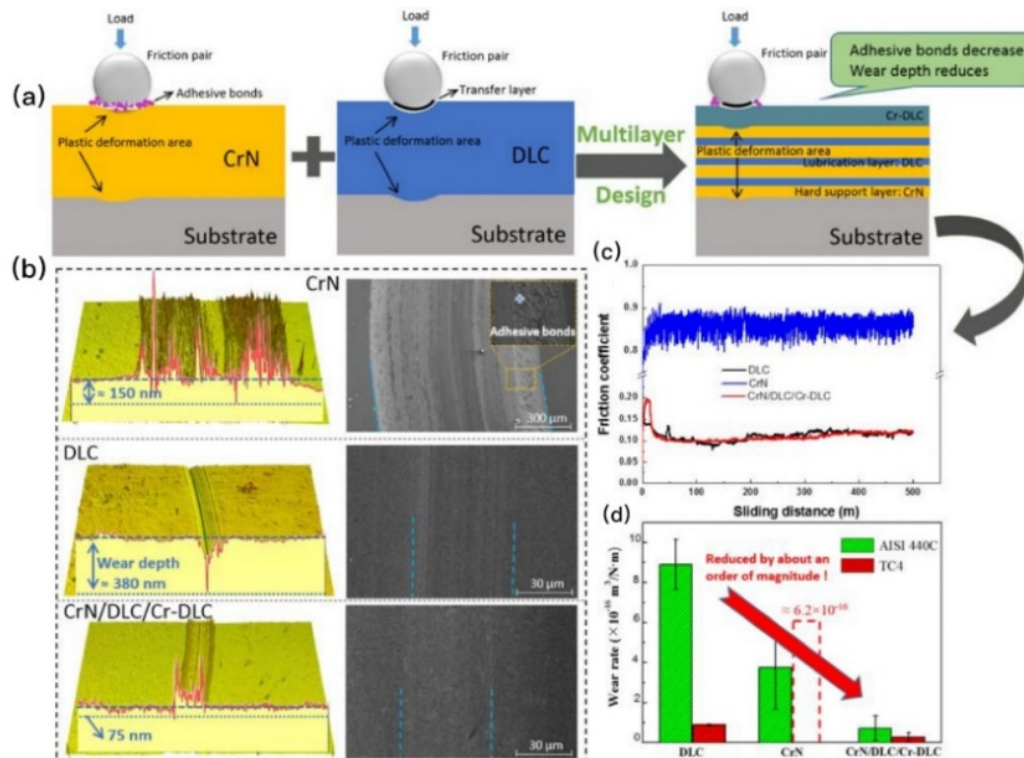 (a)
Load
Friction pair
Adhesive bonds
Plastic deformation area
CrN
Substrate
Load
Friction pair
Transfer layer
Plastic deformation area
DLC
Substrate
Multilayer
Design
Load
Friction pair
Adhesive bonds decrease
Wear depth reduces
Cr-DLC
Plastic deformation area
Lubrication layer: DLC
Hard support layer: CrN
Substrate
(b)
CrN
≈ 150 nm
Adhesive bonds
300 μm
DLC
Wear depth
≈ 380 nm
30 μm
CrN/DLC/Cr-DLC
75 nm
30 μm
(c)
Friction coefficient
1.0
0.9
0.8
0.20
0.15
0.10
0.05
0.00
DLC
CrN
CrN/DLC/Cr-DLC
0
100
200
300
400
500
Sliding distance (m)
(d)
Wear rate (×10⁻¹⁶ m³/N·m)
10
8
6
4
2
0
AISI 440C
TC4
Reduced by about an
order of magnitude !
≈ 6.2×10⁻¹⁶
DLC
CrN
CrN/DLC/Cr-DLC